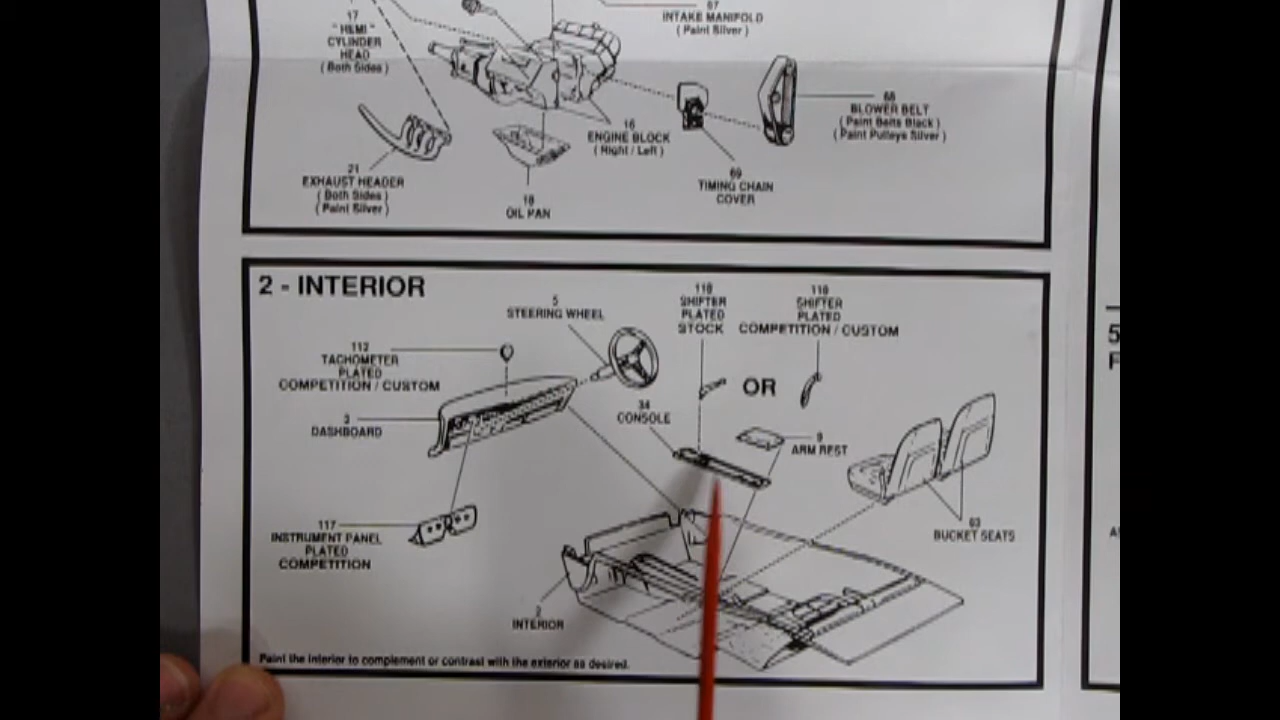 67
INTAKE MANIFOLD
( Paint Silver )
17
"HEMI"
CYLINDER
HEAD
( Both Sides )
68
BLOWER BELT
( Paint Belts Black )
( Paint Pulleys Silver )
16
ENGINE BLOCK
( Right / Left )
21
EXHAUST HEADER
( Both Sides )
( Paint Silver )
69
TIMING CHAIN
COVER
18
OIL PAN
2 - INTERIOR
5
STEERING WHEEL
110
SHIFTER
PLATED
STOCK
118
SHIFTER
PLATED
COMPETITION / CUSTOM
112
TACHOMETER
PLATED
COMPETITION / CUSTOM
OR
3
DASHBOARD
34
CONSOLE
9
ARM REST
117
INSTRUMENT PANEL
PLATED
COMPETITION
63
BUCKET SEATS
2
INTERIOR
Paint the interior to complement or contrast with the exterior as desired.
5